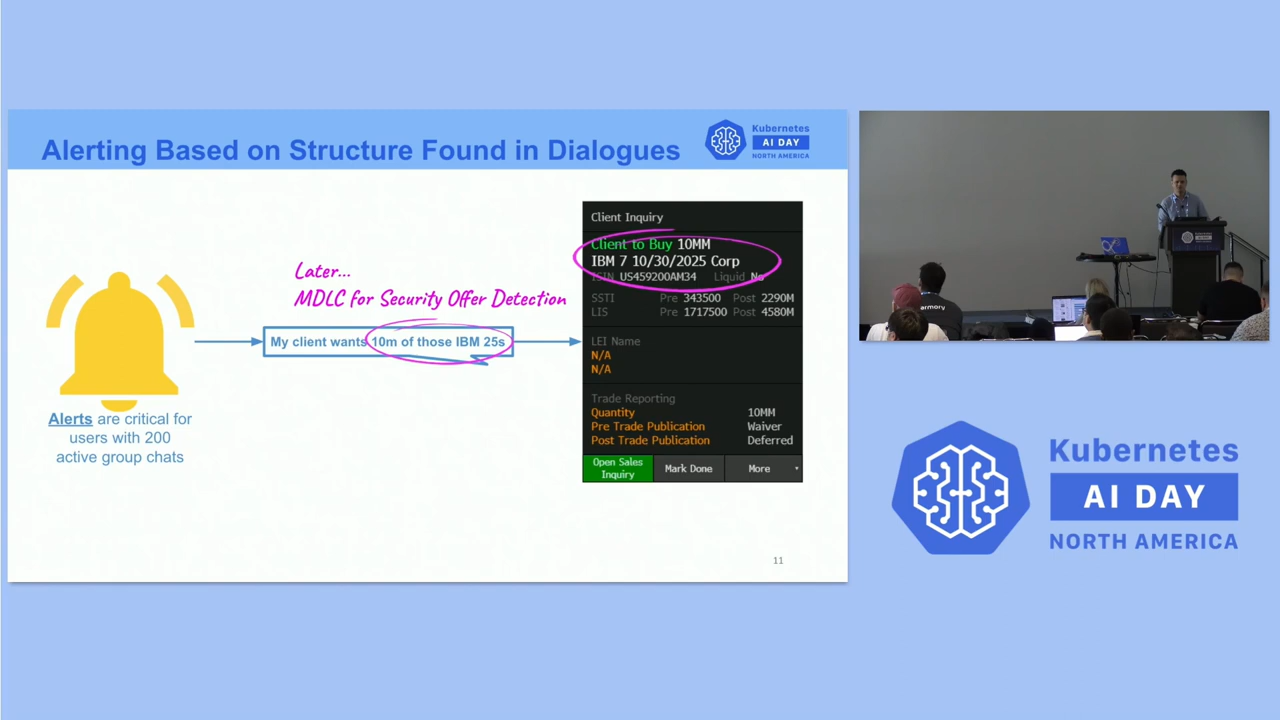 Alerting Based on Structure Found in Dialogues
Kubernetes
AI DAY
NORTH AMERICA
Later...
MDLC for Security Offer Detection
My client wants 10m of those IBM 25s
Alerts are critical for
users with 200
active group chats
Client Inquiry
Client to Buy 10MM
IBM 7 10/30/2025 Corp
ISIN US459200AM34 Liquid No
SSTI Pre 343500 Post 2290M
LIS Pre 1717500 Post 4580M
LEI Name
N/A
N/A
Trade Reporting
Quantity 10MM
Pre Trade Publication Waiver
Post Trade Publication Deferred
Open Sales
Inquiry
Mark Done
More
11
armory
Kubernetes
AI DAY
NORTH AMERICA